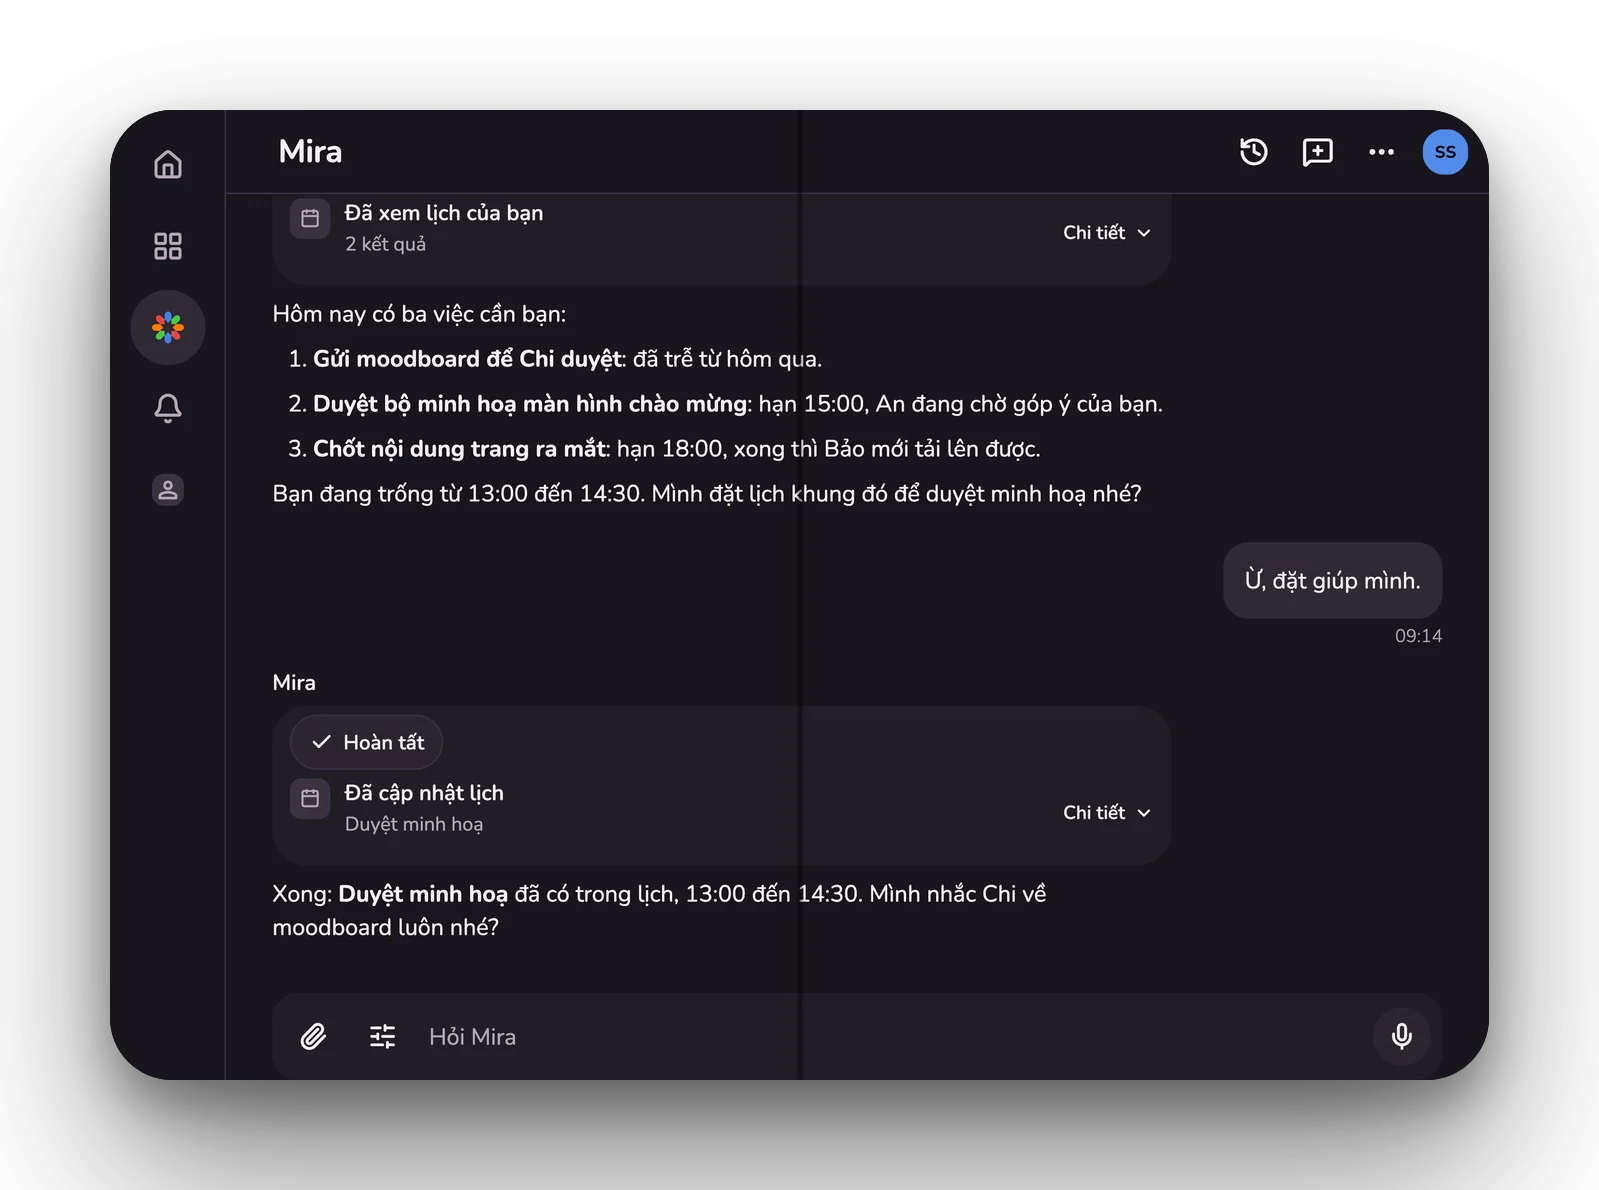 Mira
SS
Đã xem lịch của bạn
2 kết quả
Chi tiết
Hôm nay có ba việc cần bạn:
1. Gửi moodboard để Chi duyệt: đã trễ từ hôm qua.
2. Duyệt bộ minh hoạ màn hình chào mừng: hạn 15:00, An đang chờ góp ý của bạn.
3. Chốt nội dung trang ra mắt: hạn 18:00, xong thì Bảo mới tải lên được.
Bạn đang trống từ 13:00 đến 14:30. Mình đặt lịch khung đó để duyệt minh hoạ nhé?
Ừ, đặt giúp mình.
09:14
Mira
Hoàn tất
Đã cập nhật lịch
Duyệt minh hoạ
Chi tiết
Xong: Duyệt minh hoạ đã có trong lịch, 13:00 đến 14:30. Mình nhắc Chi về
moodboard luôn nhé?
Hỏi Mira